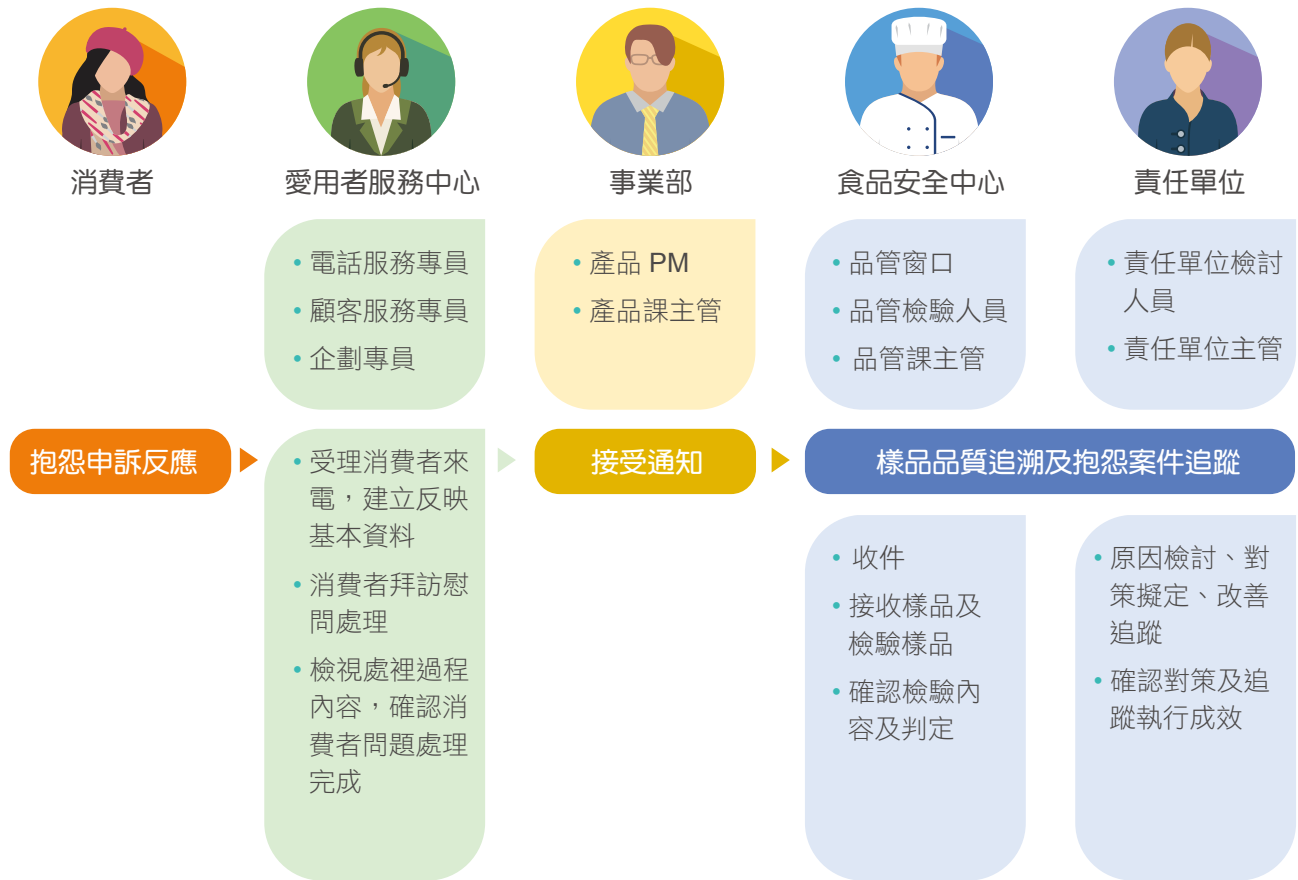 消費者
愛用者服務中心
事業部
食品安全中心
責任單位
• 電話服務專員
• 顧客服務專員
• 企劃專員
• 產品 PM
• 產品課主管
• 品管窗口
• 品管檢驗人員
• 品管課主管
• 責任單位檢討
人員
• 責任單位主管
抱怨申訴反應
• 受理消費者來
電，建立反映
基本資料
• 消費者拜訪慰
問處理
• 檢視處裡過程
內容，確認消
費者問題處理
完成
接受通知
樣品品質追溯及抱怨案件追蹤
• 收件
• 接收樣品及
檢驗樣品
• 確認檢驗內
容及判定
• 原因檢討、對
策擬定、改善
追蹤
• 確認對策及追
蹤執行成效